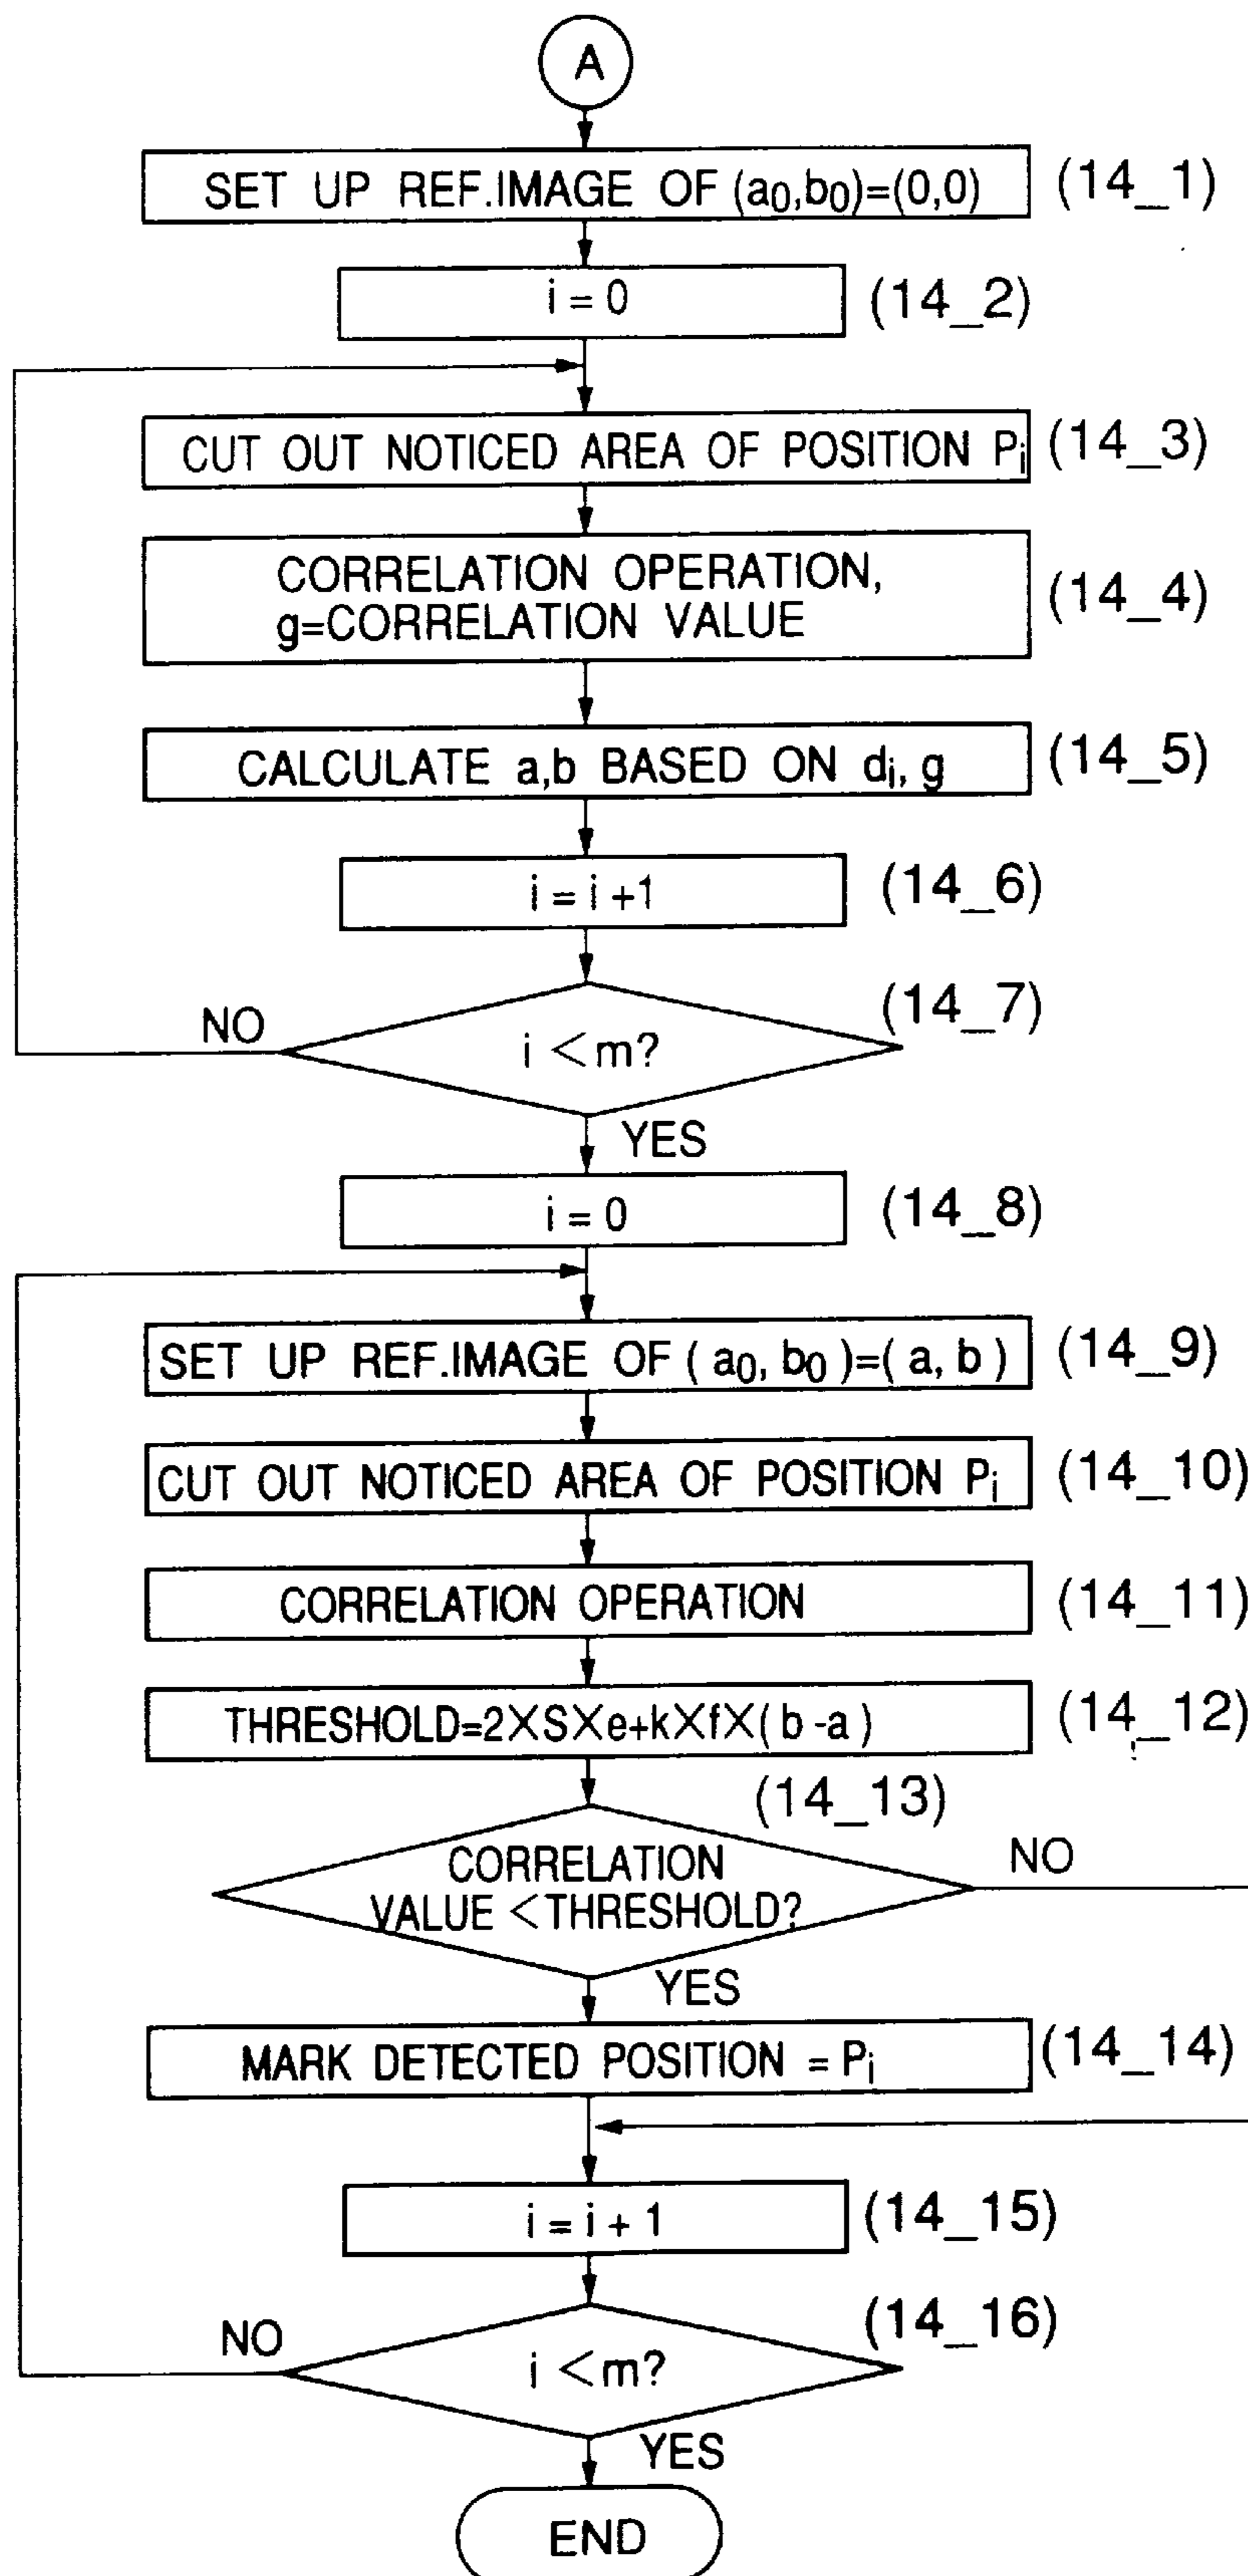 A
SET UP REF.IMAGE OF (a0,b0)=(0,0)
(14_1)
i = 0
(14_2)
CUT OUT NOTICED AREA OF POSITION Pi
(14_3)
CORRELATION OPERATION,
g=CORRELATION VALUE
(14_4)
CALCULATE a,b BASED ON di, g
(14_5)
i = i +1
(14_6)
(14_7)
NO
i <m?
YES
i = 0
(14_8)
SET UP REF.IMAGE OF ( a0, b0 )=( a, b )
(14_9)
CUT OUT NOTICED AREA OF POSITION Pi
(14_10)
CORRELATION OPERATION
(14_11)
THRESHOLD=2XSXe+kXfX( b -a )
(14_12)
(14_13)
CORRELATION
VALUE <THRESHOLD?
NO
YES
MARK DETECTED POSITION = Pi
(14_14)
i = i + 1
(14_15)
(14_16)
NO
i <m?
YES
END